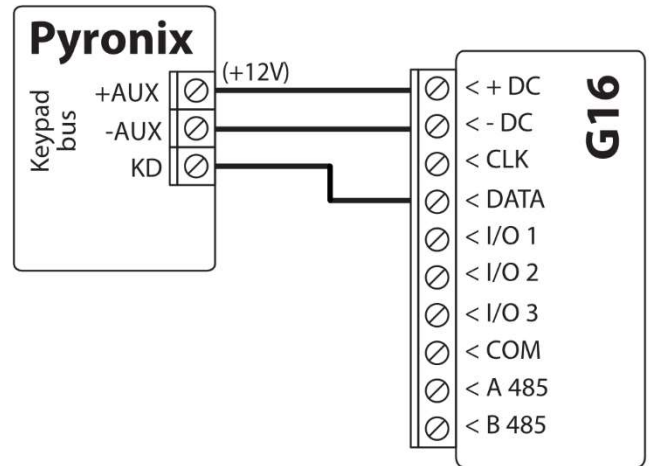 Pyronix
Keypad
bus
+AUX
-AUX
KD
(+12V)
G16
< + DC
< - DC
< CLK
< DATA
< I/O 1
< I/O 2
< I/O 3
< COM
< A 485
< B 485